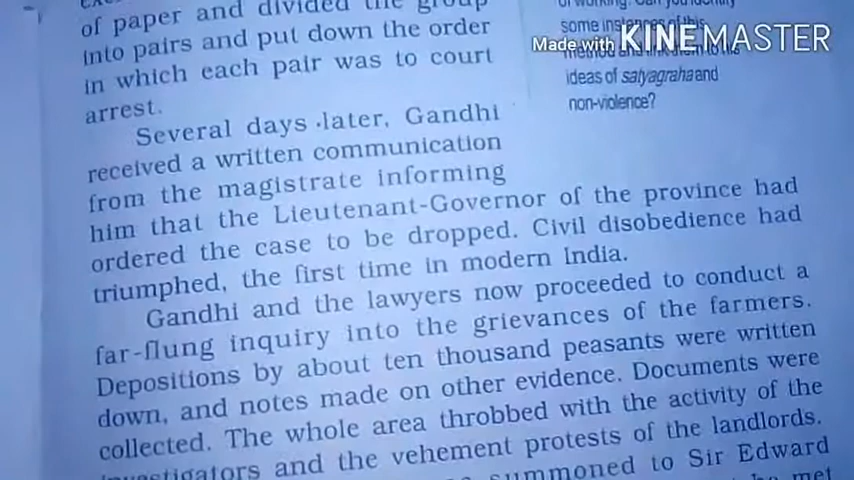 of paper and divided the group
into pairs and put down the order
in which each pair was to court
arrest.
Several days later, Gandhi
received a written communication
from the magistrate informing
him that the Lieutenant-Governor of the province had
ordered the case to be dropped. Civil disobedience had
triumphed, the first time in modern India.
Gandhi and the lawyers now proceeded to conduct a
far-flung inquiry into the grievances of the farmers.
Depositions by about ten thousand peasants were written
down, and notes made on other evidence. Documents were
collected. The whole area throbbed with the activity of the
investigators and the vehement protests of the landlords.
summoned to Sir Edward
met
some instances of this
ideas of satyagraha and
non-violence?
Made with KINEMASTER